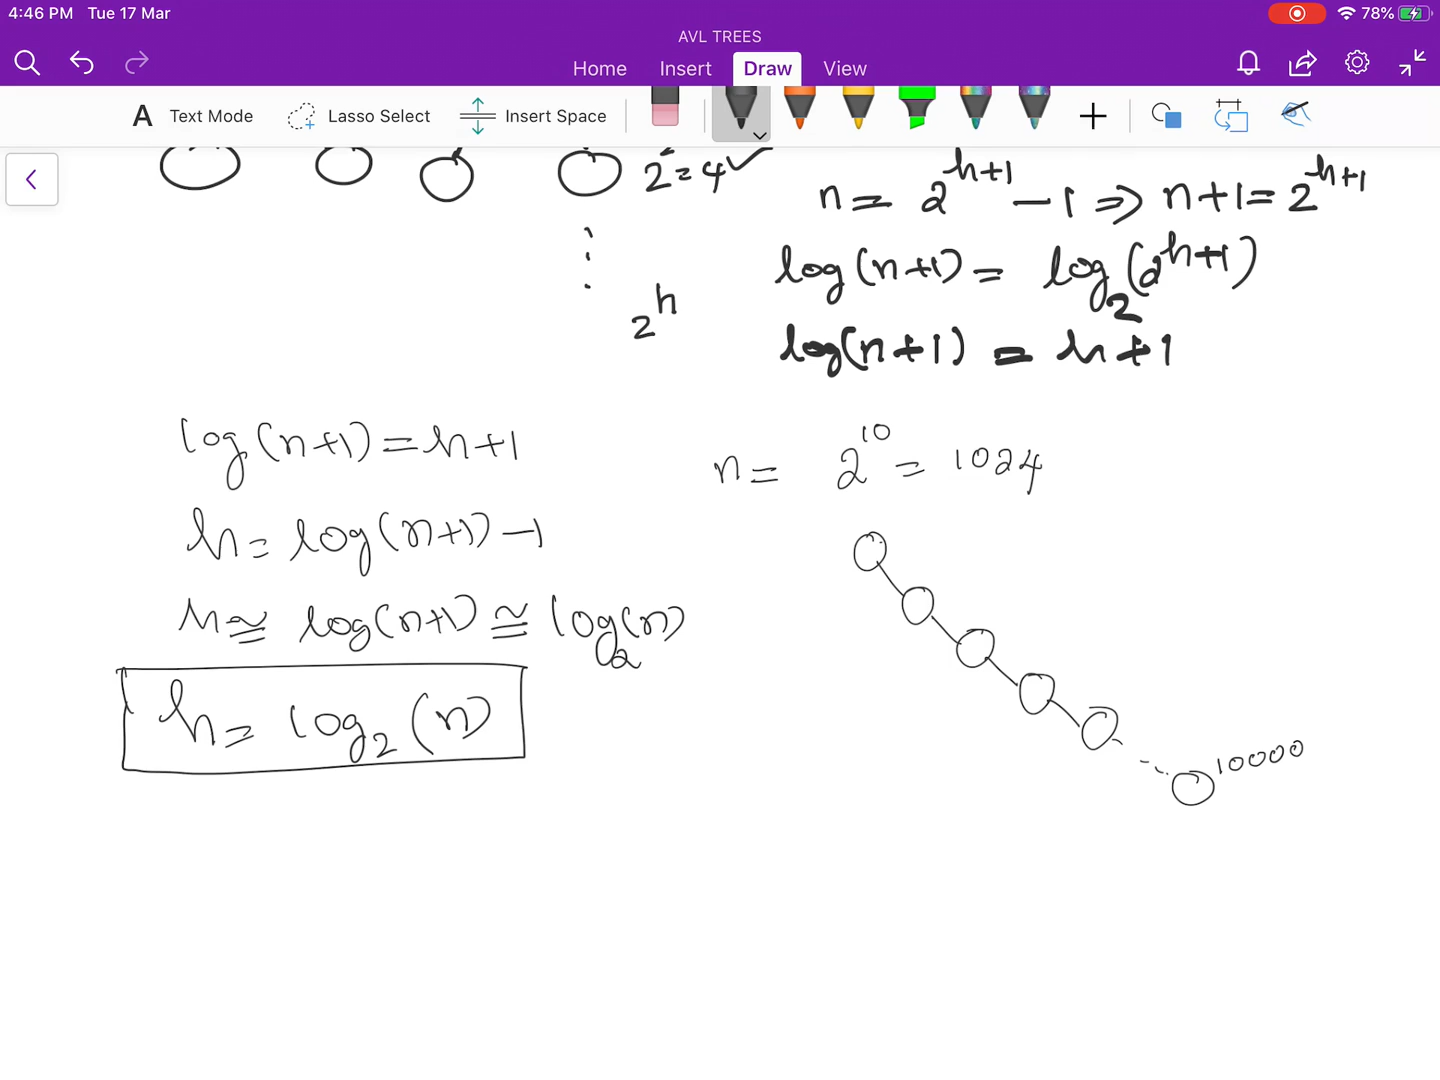 4:46 PM Tue 17 Mar 78%
AVL TREES
Home Insert Draw View
A Text Mode Lasso Select Insert Space
2² = 4 ✓
n = 2^{h+1} - 1 ⇒ n+1 = 2^{h+1}
log(n+1) = log₂(2^{h+1})
2^h
log(n+1) = h+1
log(n+1) = h+1
n = 2^{10} = 1024
h = log(n+1) - 1
h ≅ log(n+1) ≅ log₂(n)
h = log₂(n)
10000